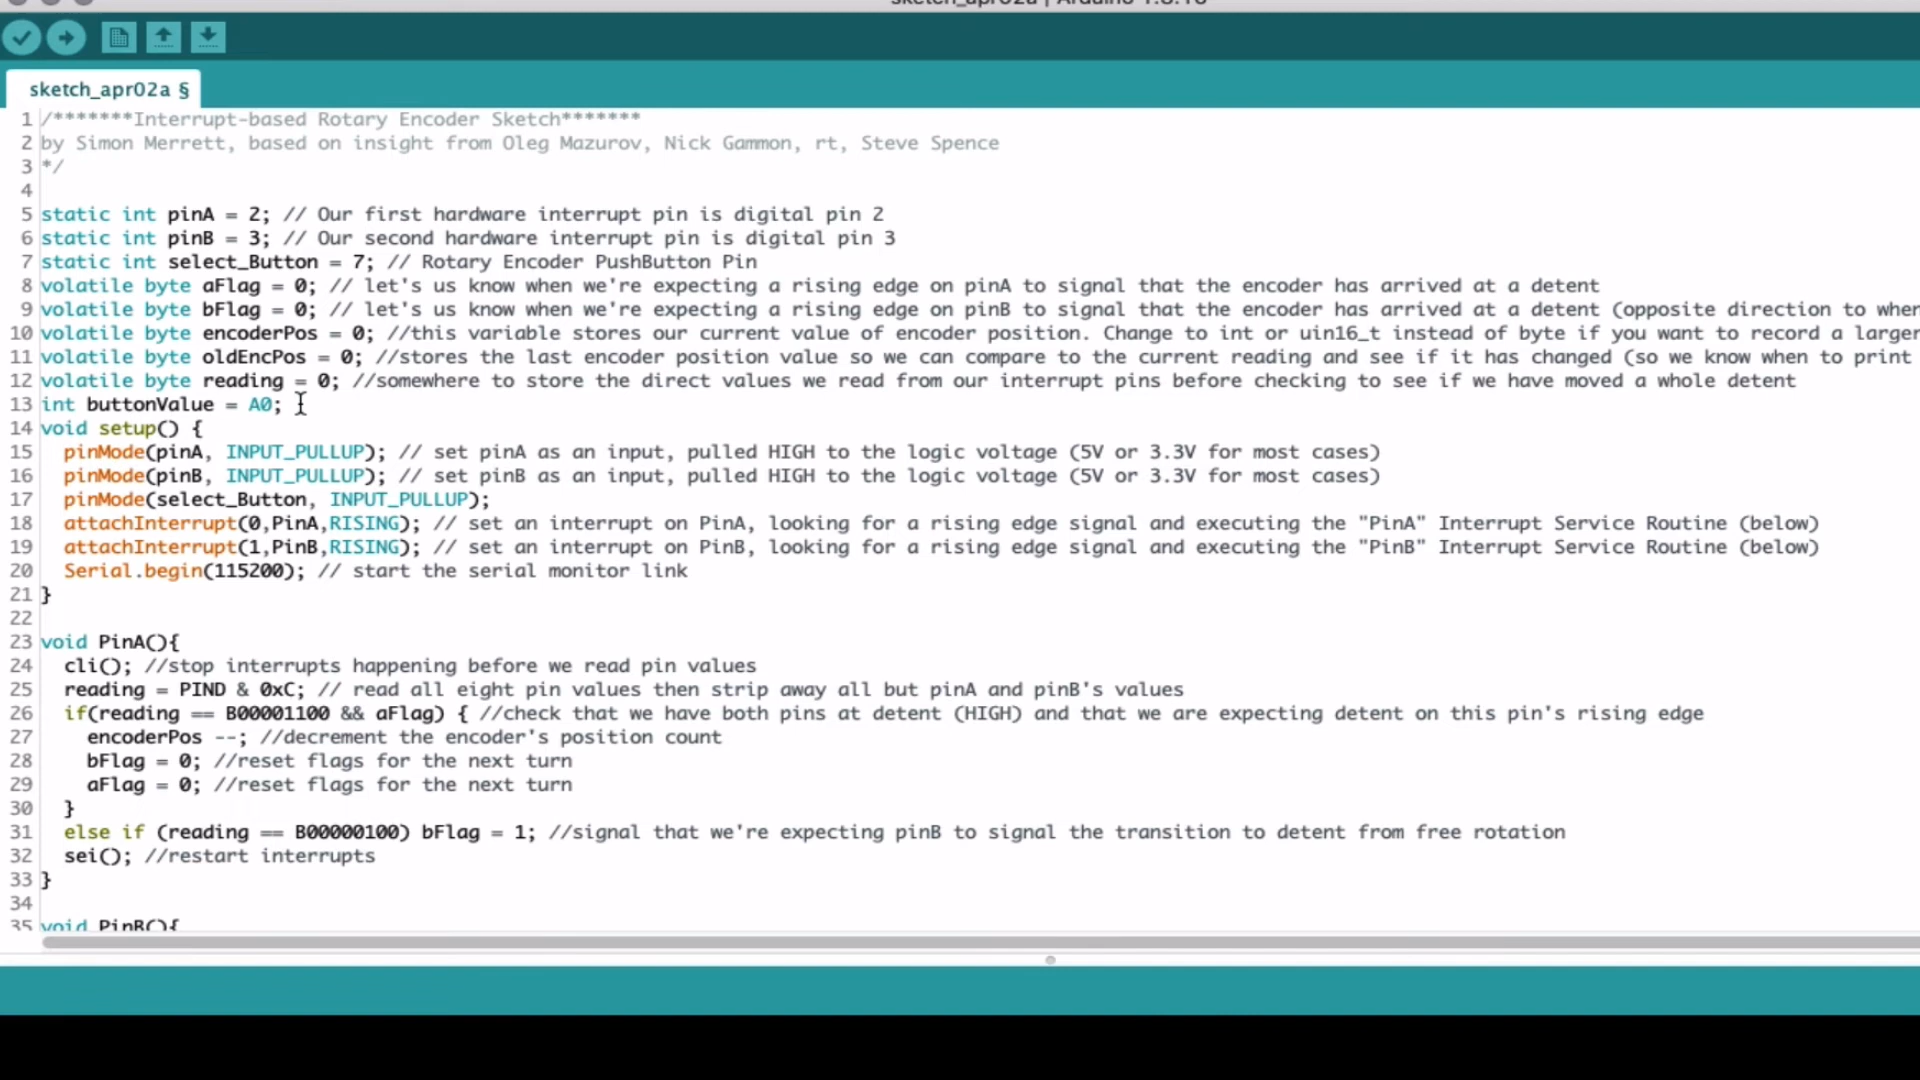 sketch_apr02a | Arduino 1.8.16
sketch_apr02a §
1 /*******Interrupt-based Rotary Encoder Sketch*******
2 by Simon Merrett, based on insight from Oleg Mazurov, Nick Gammon, rt, Steve Spence
3 */
4
5 static int pinA = 2; // Our first hardware interrupt pin is digital pin 2
6 static int pinB = 3; // Our second hardware interrupt pin is digital pin 3
7 static int select_Button = 7; // Rotary Encoder PushButton Pin
8 volatile byte aFlag = 0; // let's us know when we're expecting a rising edge on pinA to signal that the encoder has arrived at a detent
9 volatile byte bFlag = 0; // let's us know when we're expecting a rising edge on pinB to signal that the encoder has arrived at a detent (opposite direction to when
10 volatile byte encoderPos = 0; //this variable stores our current value of encoder position. Change to int or uin16_t instead of byte if you want to record a larger
11 volatile byte oldEncPos = 0; //stores the last encoder position value so we can compare to the current reading and see if it has changed (so we know when to print
12 volatile byte reading = 0; //somewhere to store the direct values we read from our interrupt pins before checking to see if we have moved a whole detent
13 int buttonValue = A0;
14 void setup() {
15 pinMode(pinA, INPUT_PULLUP); // set pinA as an input, pulled HIGH to the logic voltage (5V or 3.3V for most cases)
16 pinMode(pinB, INPUT_PULLUP); // set pinB as an input, pulled HIGH to the logic voltage (5V or 3.3V for most cases)
17 pinMode(select_Button, INPUT_PULLUP);
18 attachInterrupt(0,PinA,RISING); // set an interrupt on PinA, looking for a rising edge signal and executing the "PinA" Interrupt Service Routine (below)
19 attachInterrupt(1,PinB,RISING); // set an interrupt on PinB, looking for a rising edge signal and executing the "PinB" Interrupt Service Routine (below)
20 Serial.begin(115200); // start the serial monitor link
21 }
22
23 void PinA(){
24 cli(); //stop interrupts happening before we read pin values
25 reading = PIND & 0xC; // read all eight pin values then strip away all but pinA and pinB's values
26 if(reading == B00001100 && aFlag) { //check that we have both pins at detent (HIGH) and that we are expecting detent on this pin's rising edge
27 encoderPos --; //decrement the encoder's position count
28 bFlag = 0; //reset flags for the next turn
29 aFlag = 0; //reset flags for the next turn
30 }
31 else if (reading == B00000100) bFlag = 1; //signal that we're expecting pinB to signal the transition to detent from free rotation
32 sei(); //restart interrupts
33 }
34
35 void PinB(){